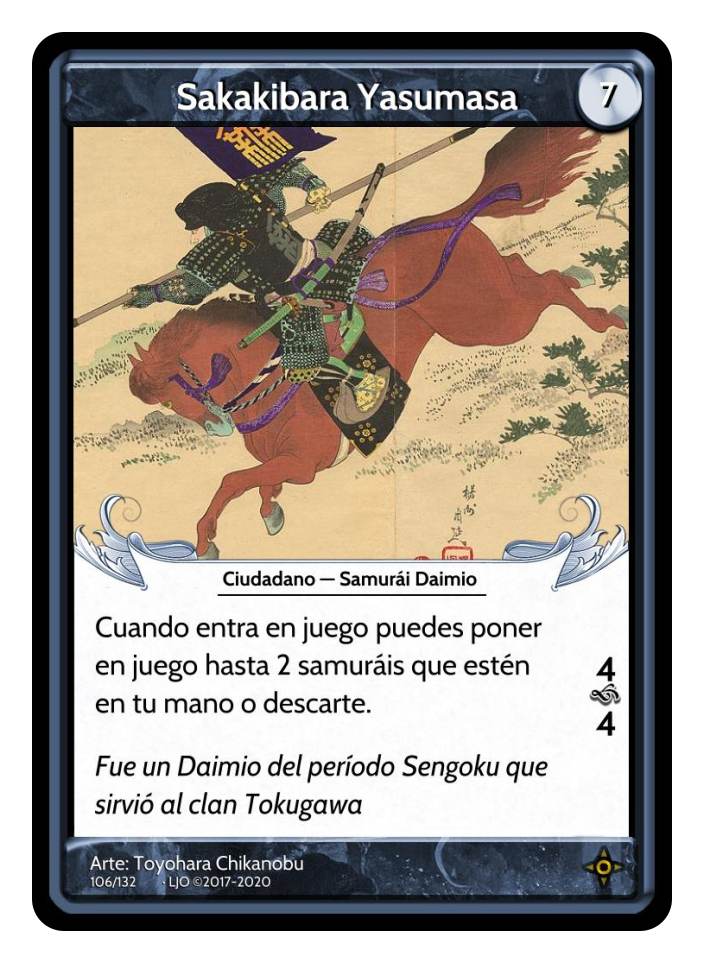 Sakakibara Yasumasa
7
Ciudadano — Samurái Daimio
Cuando entra en juego puedes poner
en juego hasta 2 samuráis que estén
en tu mano o descarte.
4
4
Fue un Daimio del período Sengoku que
sirvió al clan Tokugawa
Arte: Toyohara Chikanobu
106/132 · LJO ©2017-2020